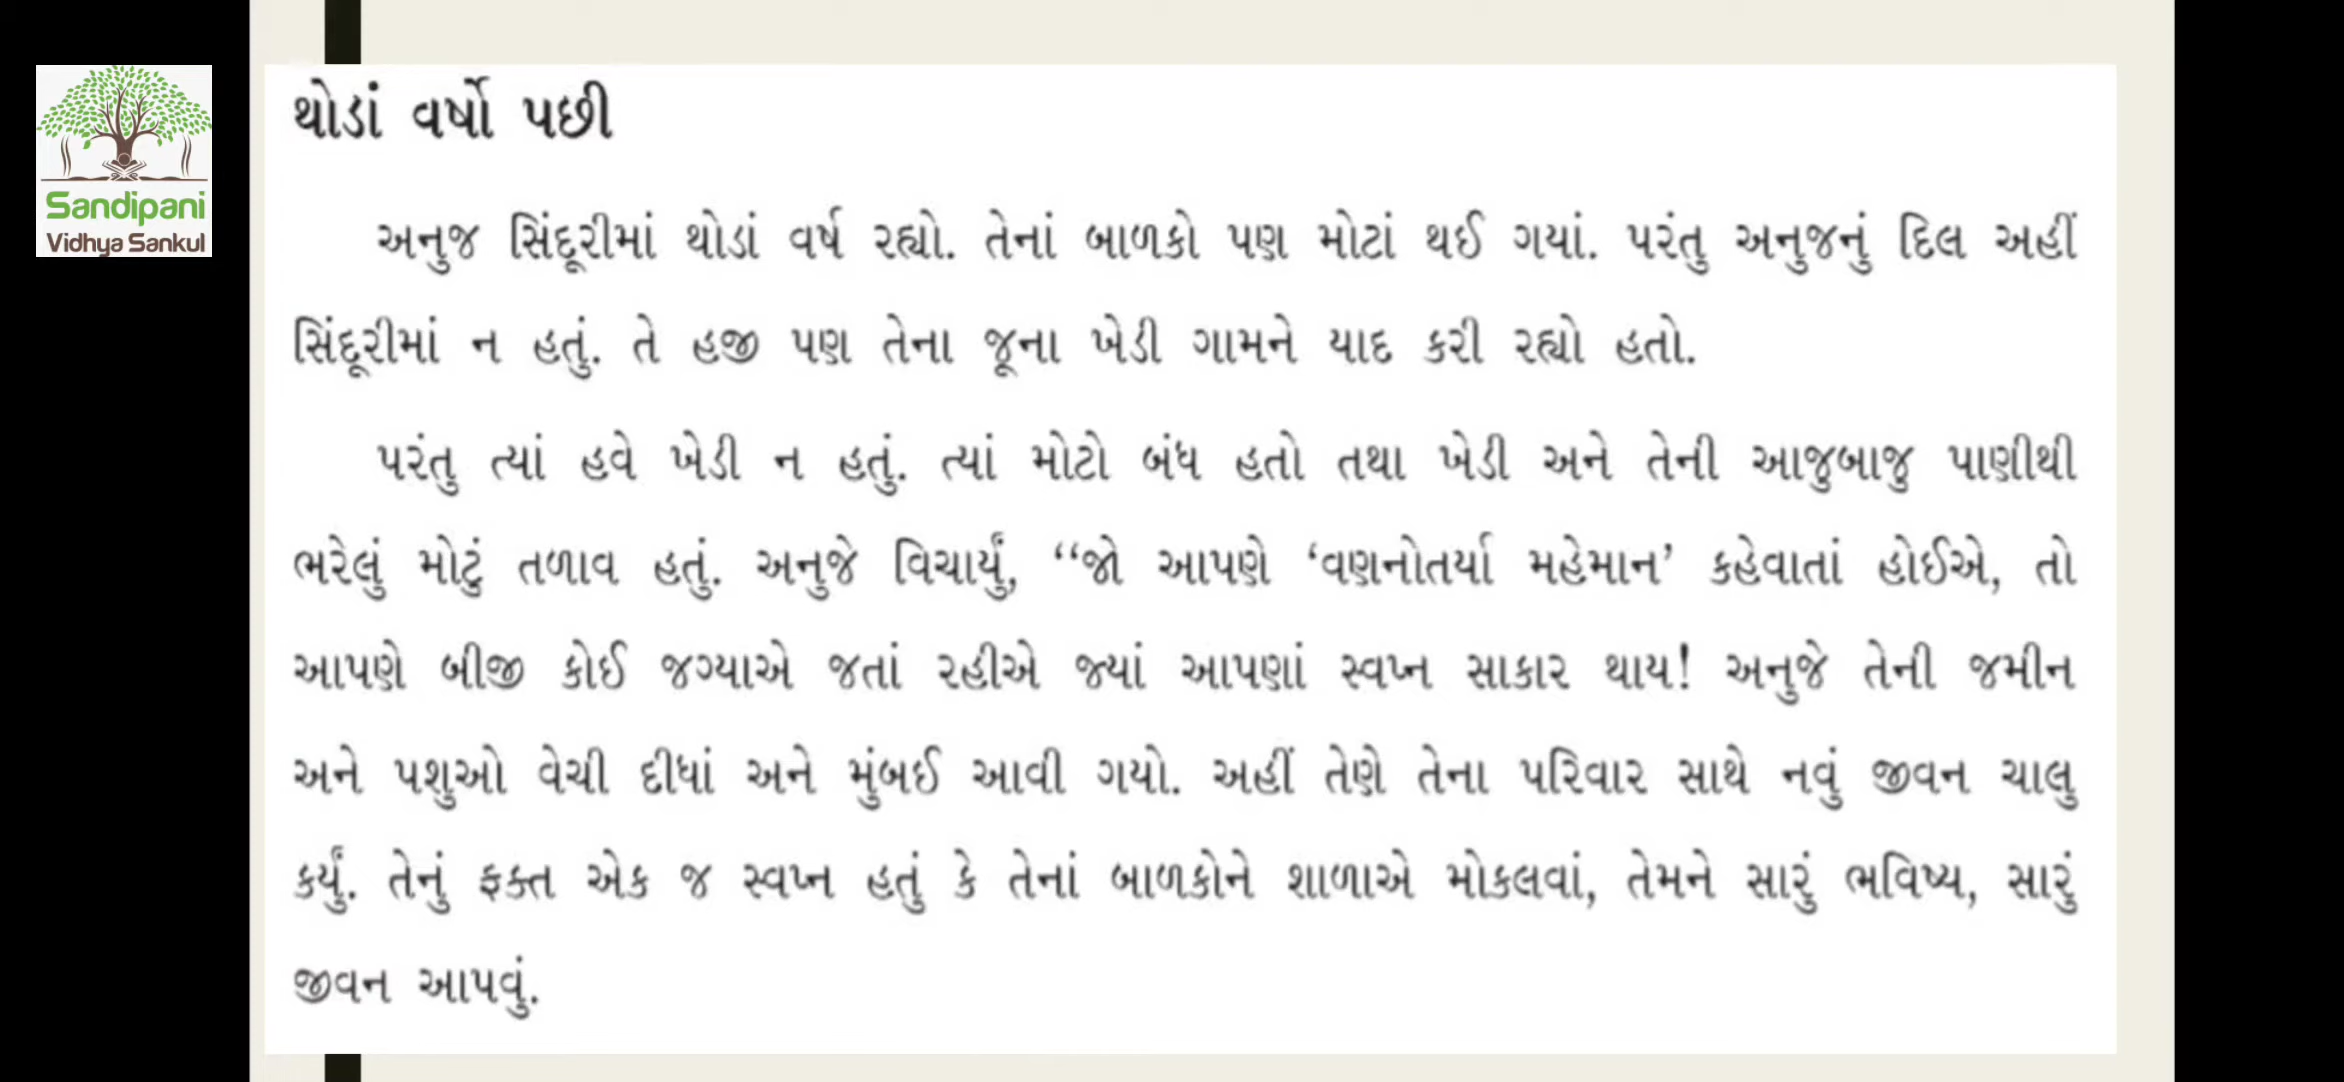 Sandipani
Vidhya Sankul
થોડાં વર્ષો પછી
અનુજ સિંદૂરીમાં થોડાં વર્ષ રહ્યો. તેનાં બાળકો પણ મોટાં થઈ ગયાં. પરંતુ અનુજનું દિલ અહીં
સિંદૂરીમાં ન હતું. તે હજી પણ તેના જૂના ખેડી ગામને યાદ કરી રહ્યો હતો.
પરંતુ ત્યાં હવે ખેડી ન હતું. ત્યાં મોટો બંધ હતો તથા ખેડી અને તેની આજુબાજુ પાણીથી
ભરેલું મોટું તળાવ હતું. અનુજે વિચાર્યું, “જો આપણે ‘વણનોતર્યા મહેમાન’ કહેવાતાં હોઈએ, તો
આપણે બીજી કોઈ જગ્યાએ જતાં રહીએ જ્યાં આપણાં સ્વપ્ન સાકાર થાય! અનુજે તેની જમીન
અને પશુઓ વેચી દીધાં અને મુંબઈ આવી ગયો. અહીં તેણે તેના પરિવાર સાથે નવું જીવન ચાલુ
કર્યું. તેનું ફક્ત એક જ સ્વપ્ન હતું કે તેનાં બાળકોને શાળાએ મોકલવાં, તેમને સારું ભવિષ્ય, સારું
જીવન આપવું.